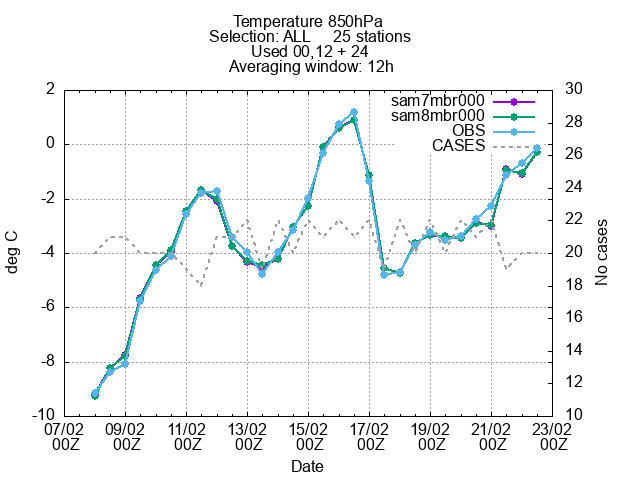 Temperature 850hPa
Selection: ALL 25 stations
Used 00,12 + 24
Averaging window: 12h
sam7mbr000
sam8mbr000
OBS
CASES
2
0
-2
-4
-6
-8
-10
deg C
30
28
26
24
22
20
18
16
14
12
10
No cases
07/02 09/02 11/02 13/02 15/02 17/02 19/02 21/02 23/02
00Z 00Z 00Z 00Z 00Z 00Z 00Z 00Z 00Z
Date